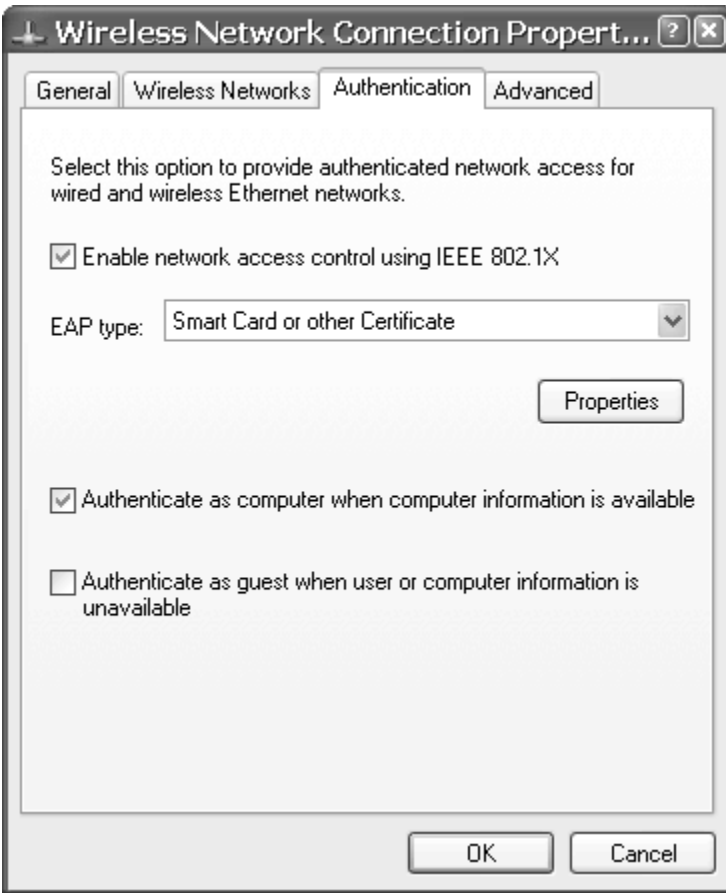 Wireless Network Connection Propert...
General
Wireless Networks
Authentication
Advanced
Select this option to provide authenticated network access for
wired and wireless Ethernet networks.
Enable network access control using IEEE 802.1X
EAP type:
Smart Card or other Certificate
Properties
Authenticate as computer when computer information is available
Authenticate as guest when user or computer information is
unavailable
OK
Cancel